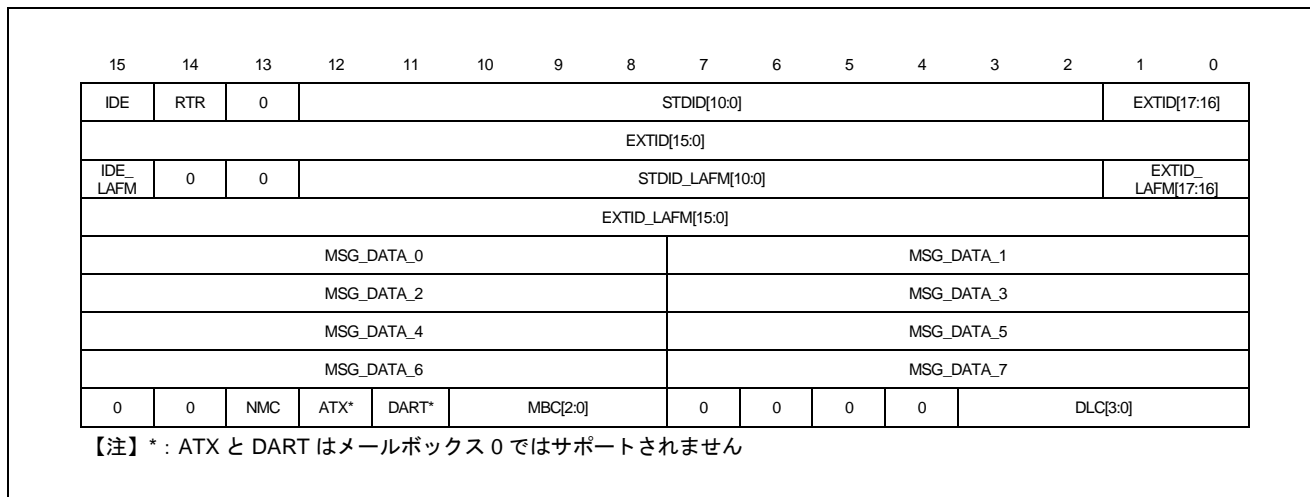 15 14 13 12 11 10 9 8 7 6 5 4 3 2 1 0
IDE RTR 0 STDID[10:0] EXTID[17:16]
EXTID[15:0]
IDE_
LAFM 0 0 STDID_LAFM[10:0] EXTID_
LAFM[17:16]
EXTID_LAFM[15:0]
MSG_DATA_0 MSG_DATA_1
MSG_DATA_2 MSG_DATA_3
MSG_DATA_4 MSG_DATA_5
MSG_DATA_6 MSG_DATA_7
0 0 NMC ATX* DART* MBC[2:0] 0 0 0 0 DLC[3:0]
【注】*：ATX と DART はメールボックス 0 ではサポートされません